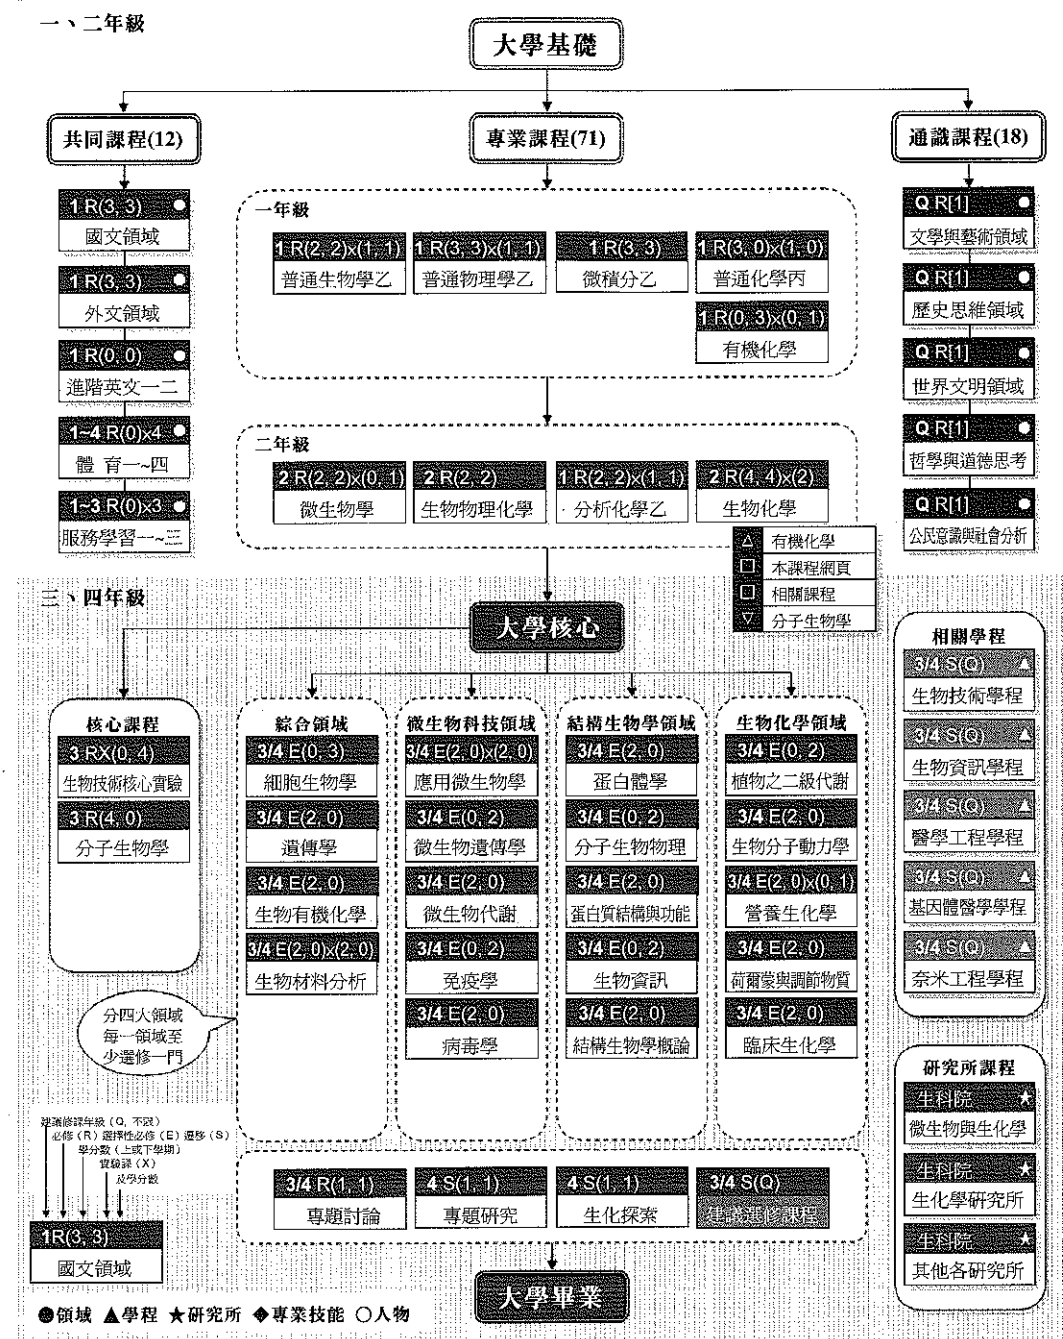 一、二年級
大學基礎
共同課程(12)
1 R(3, 3)
國文領域
1 R(3, 3)
外文領域
1 R(0, 0)
進階英文一二
1~4 R(0)x4
體 育一~四
1~3 R(0)x3
服務學習一~三
專業課程(71)
一年級
1 R(2, 2)x(1, 1)
普通生物學乙
1 R(3, 3)x(1, 1)
普通物理學乙
1 R(3, 3)
微積分乙
1 R(3, 0)x(1, 0)
普通化學丙
1 R(0, 3)x(0, 1)
有機化學
二年級
2 R(2, 2)x(0, 1)
微生物學
2 R(2, 2)
生物物理化學
1 R(2, 2)x(1, 1)
分析化學乙
2 R(4, 4)x(2)
生物化學
△ 有機化學
本課程網頁
相關課程
▽ 分子生物學
通識課程(18)
Q R[1]
文學與藝術領域
Q R[1]
歷史思維領域
Q R[1]
世界文明領域
Q R[1]
哲學與道德思考
Q R[1]
公民意識與社會分析
三、四年級
大學核心
核心課程
3 RX(0, 4)
生物技術核心實驗
3 R(4, 0)
分子生物學
綜合領域
3/4 E(0, 3)
細胞生物學
3/4 E(2, 0)
遺傳學
3/4 E(2, 0)
生物有機化學
3/4 E(2, 0)x(2, 0)
生物材料分析
微生物科技領域
3/4 E(2, 0)x(2, 0)
應用微生物學
3/4 E(0, 2)
微生物遺傳學
3/4 E(2, 0)
微生物代謝
3/4 E(0, 2)
免疫學
3/4 E(2, 0)
病毒學
結構生物學領域
3/4 E(2, 0)
蛋白體學
3/4 E(0, 2)
分子生物物理
3/4 E(2, 0)
蛋白質結構與功能
3/4 E(0, 2)
生物資訊
3/4 E(2, 0)
結構生物學概論
生物化學領域
3/4 E(0, 2)
植物之二級代謝
3/4 E(2, 0)
生物分子動力學
3/4 E(2, 0)x(0, 1)
營養生化學
3/4 E(2, 0)
荷爾蒙與調節物質
3/4 E(2, 0)
臨床生化學
相關學程
3/4 S(Q) ▲
生物技術學程
3/4 S(Q) ▲
生物資訊學程
3/4 S(Q) ▲
醫學工程學程
3/4 S(Q) ▲
基因體醫學學程
3/4 S(Q) ▲
奈米工程學程
分四大領域
每一領域至
少選修一門
研究所課程
生科院 ★
微生物與生化學
生科院 ★
生化學研究所
生科院 ★
其他各研究所
3/4 R(1, 1)
專題討論
4 S(1, 1)
專題研究
4 S(1, 1)
生化探索
3/4 S(Q)
建議選修課程
大學畢業
建議修課年級（Q, 不限）
必修（R）選擇性必修（E）選修（S）
學分數（上或下學期）
實驗課（X）
及學分數
1R(3, 3)
國文領域
●領域 ▲學程 ★研究所 ◆專業技能 ○人物